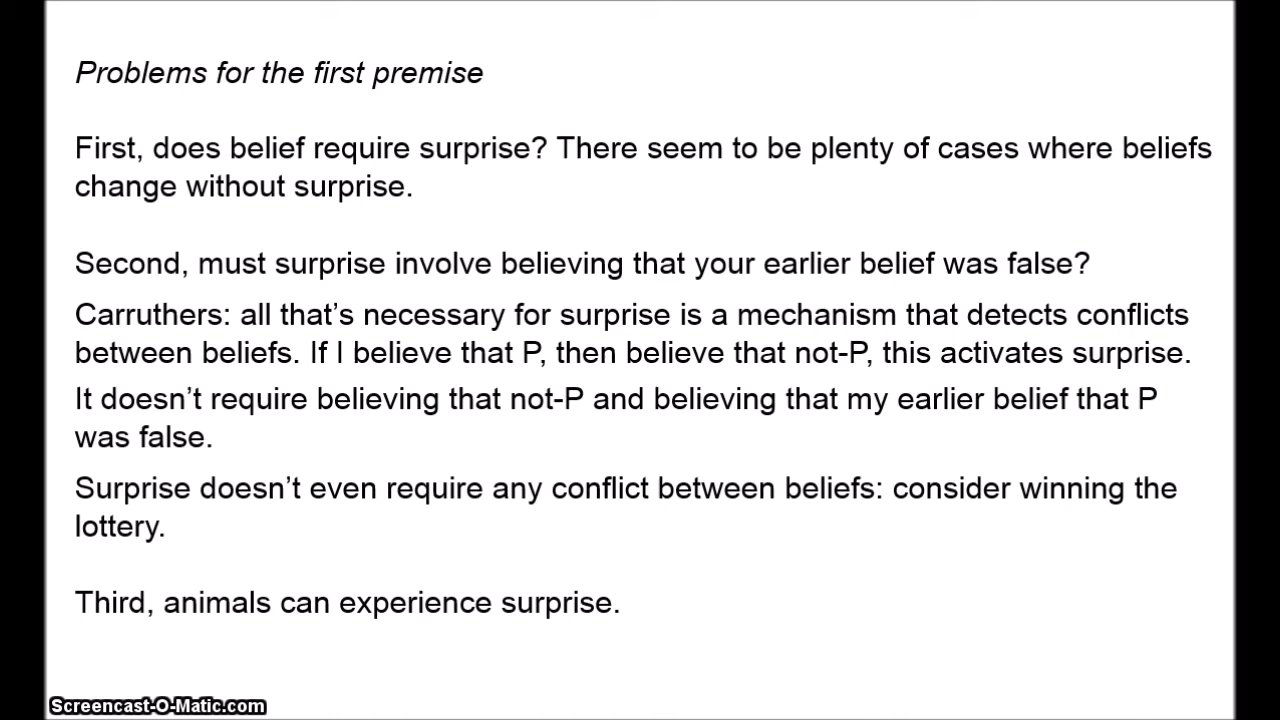 Problems for the first premise
First, does belief require surprise? There seem to be plenty of cases where beliefs
change without surprise.
Second, must surprise involve believing that your earlier belief was false?
Carruthers: all that’s necessary for surprise is a mechanism that detects conflicts
between beliefs. If I believe that P, then believe that not-P, this activates surprise.
It doesn’t require believing that not-P and believing that my earlier belief that P
was false.
Surprise doesn’t even require any conflict between beliefs: consider winning the
lottery.
Third, animals can experience surprise.
Screencast-O-Matic.com